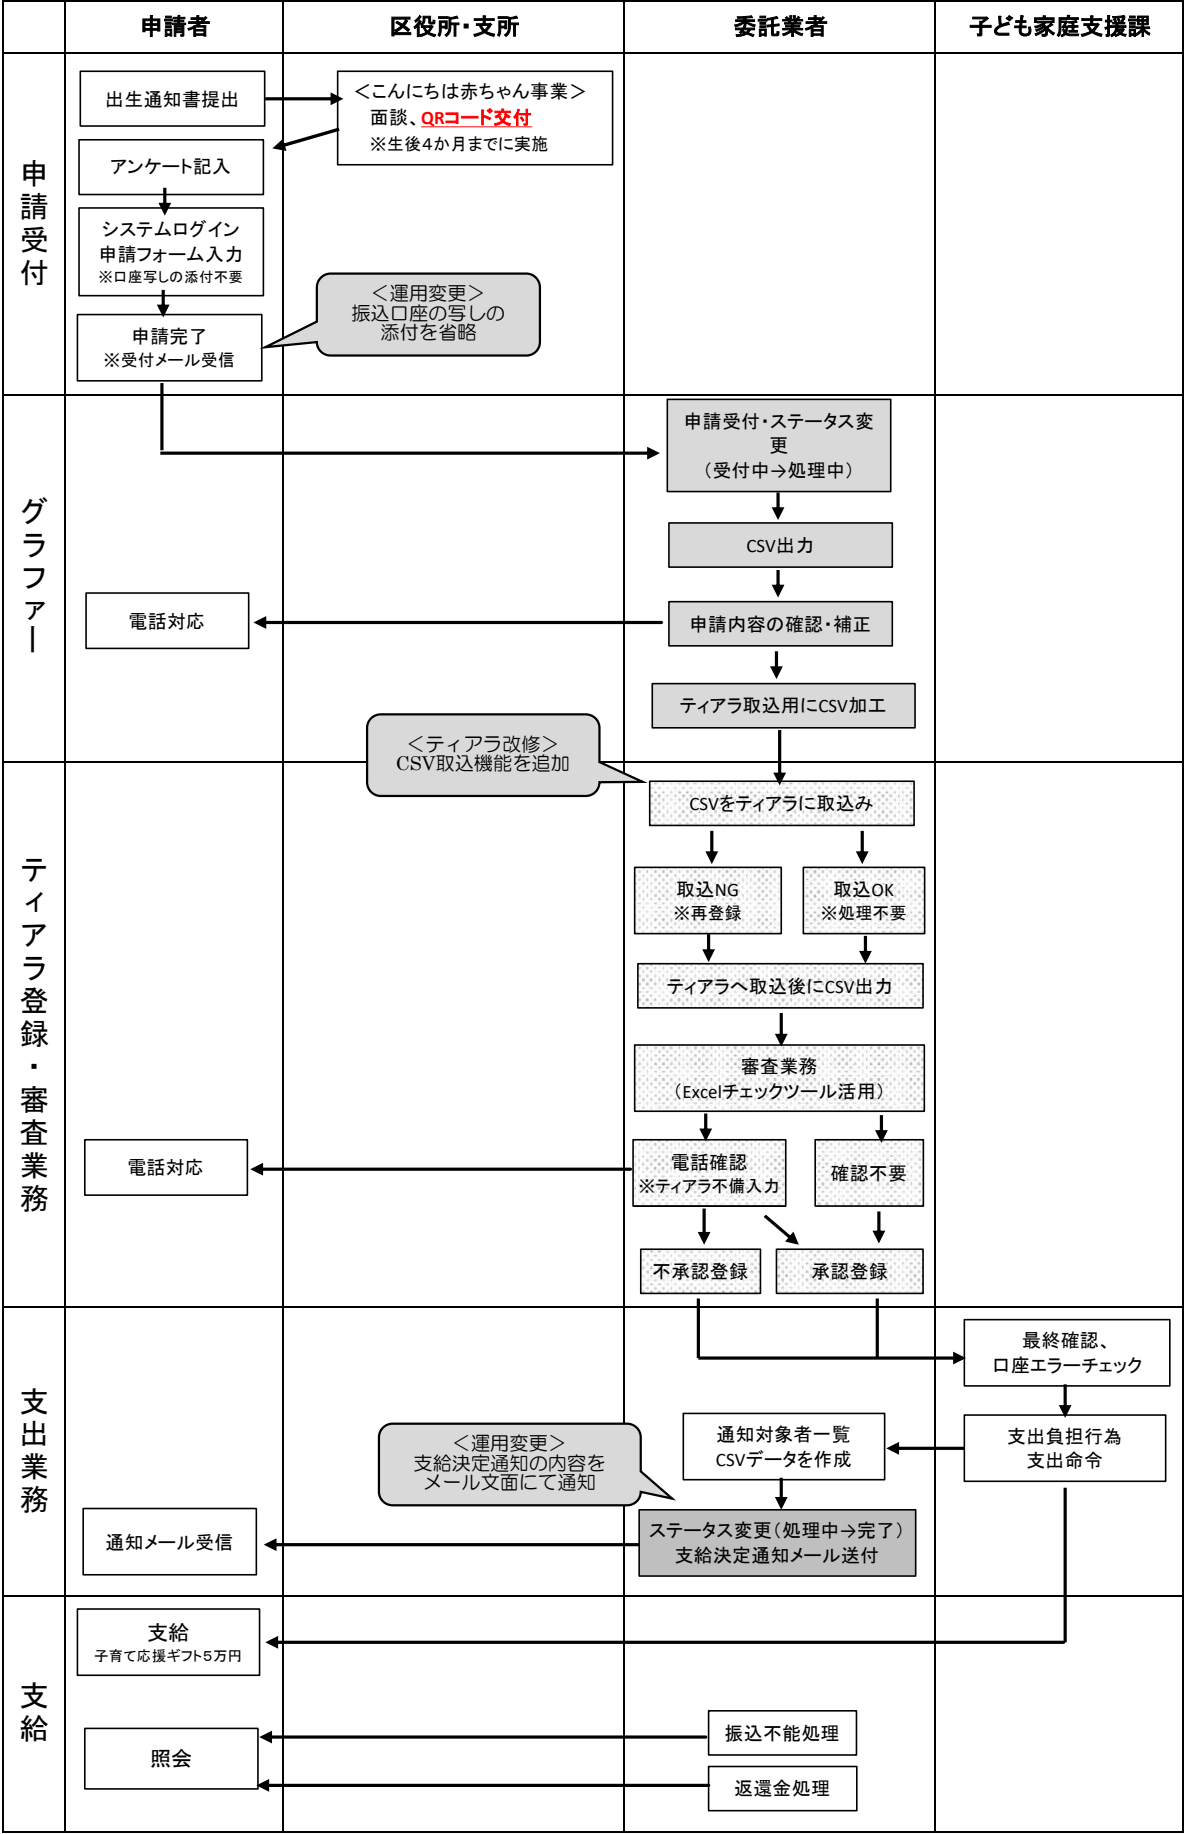 申請者
区役所・支所
委託業者
子ども家庭支援課
申請受付
出生通知書提出
＜こんにちは赤ちゃん事業＞
面談、QRコード交付
※生後４か月までに実施
アンケート記入
システムログイン
申請フォーム入力
※口座写しの添付不要
＜運用変更＞
振込口座の写しの
添付を省略
申請完了
※受付メール受信
グラファー
申請受付・ステータス変
更
（受付中→処理中）
CSV出力
電話対応
申請内容の確認・補正
ティアラ取込用にCSV加工
＜ティアラ改修＞
CSV取込機能を追加
ティアラ登録・審査業務
CSVをティアラに取込み
取込NG
※再登録
取込OK
※処理不要
ティアラへ取込後にCSV出力
審査業務
（Excelチェックツール活用）
電話対応
電話確認
※ティアラ不備入力
確認不要
不承認登録
承認登録
支出業務
最終確認、
口座エラーチェック
支出負担行為
支出命令
通知対象者一覧
CSVデータを作成
＜運用変更＞
支給決定通知の内容を
メール文面にて通知
通知メール受信
ステータス変更（処理中→完了）
支給決定通知メール送付
支給
支給
子育て応援ギフト５万円
照会
振込不能処理
返還金処理